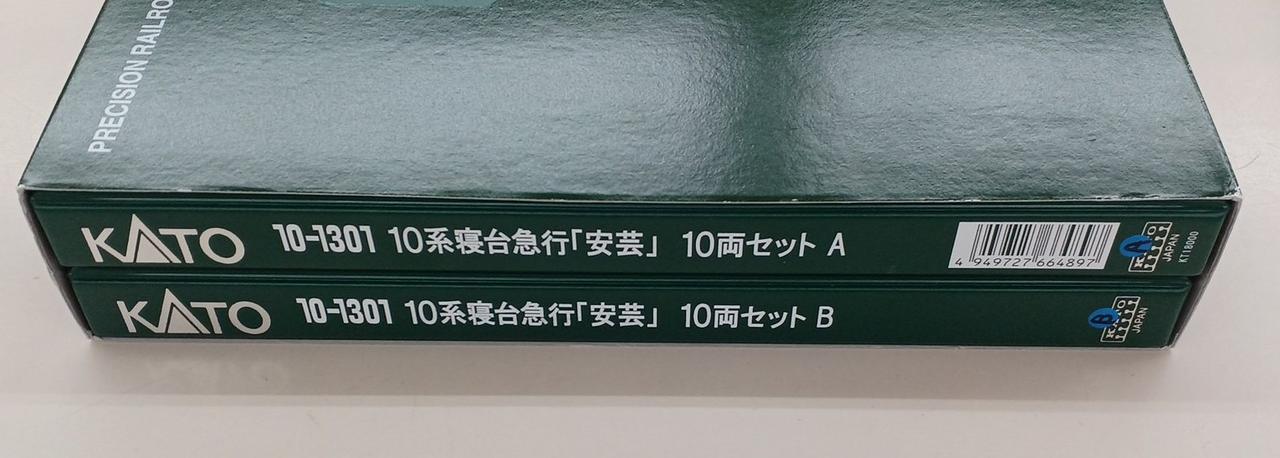 PRECISION RAILRO
KATO 10-1301 10系寝台急行「安芸」 10両セット A
4 949727 664897
A
KATO
JAPAN
KT18000
KATO 10-1301 10系寝台急行「安芸」 10両セット B
B
KATO
JAPAN